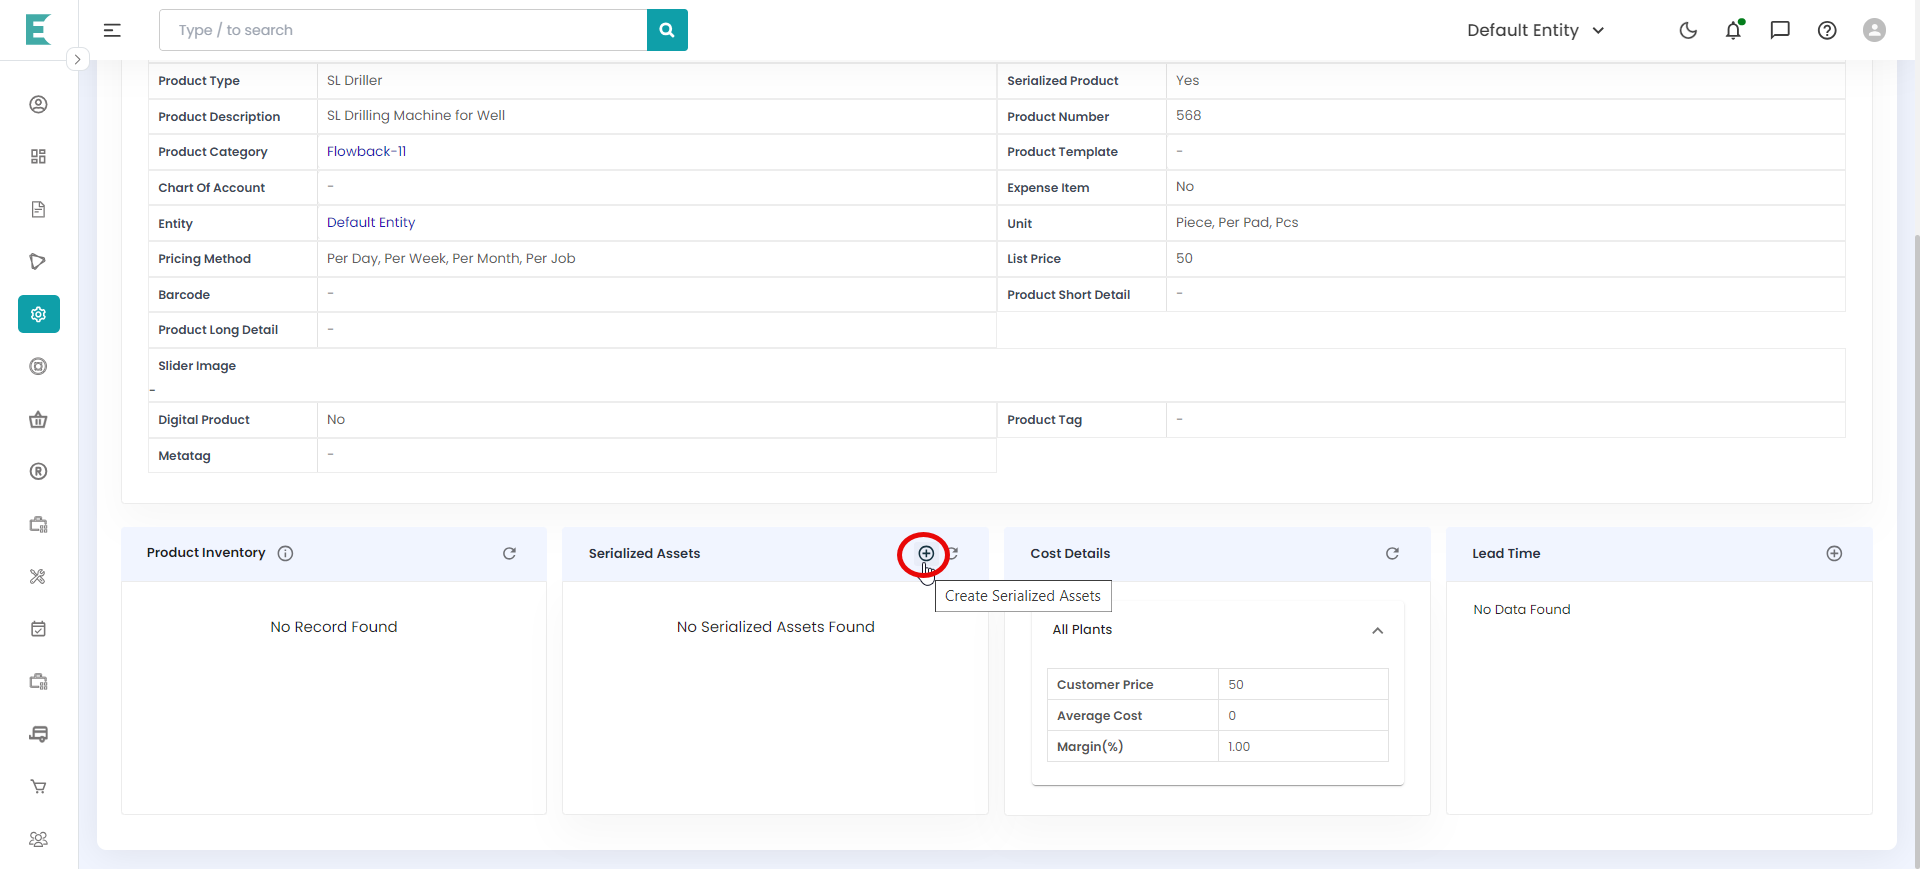 E
Type / to search
Default Entity
Product Type SL Driller Serialized Product Yes
Product Description SL Drilling Machine for Well Product Number 568
Product Category Flowback-11 Product Template -
Chart Of Account - Expense Item No
Entity Default Entity Unit Piece, Per Pad, Pcs
Pricing Method Per Day, Per Week, Per Month, Per Job List Price 50
Barcode - Product Short Detail -
Product Long Detail -
Slider Image
-
Digital Product No Product Tag -
Metatag -
Product Inventory
Serialized Assets
Cost Details
Lead Time
Create Serialized Assets
No Record Found
No Serialized Assets Found
All Plants
Customer Price 50
Average Cost 0
Margin(%) 1.00
No Data Found